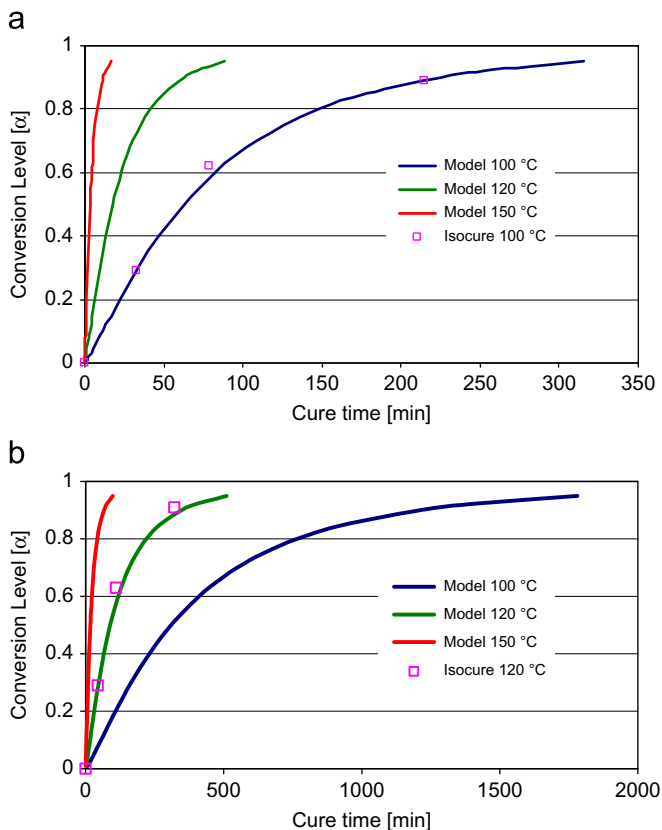 a
1
0.8
0.6
0.4
0.2
0
Conversion Level [α]
Model 100 °C
Model 120 °C
Model 150 °C
Isocure 100 °C
0 50 100 150 200 250 300 350
Cure time [min]
b
1
0.8
0.6
0.4
0.2
0
Conversion Level [α]
Model 100 °C
Model 120 °C
Model 150 °C
Isocure 120 °C
0 500 1000 1500 2000
Cure time [min]